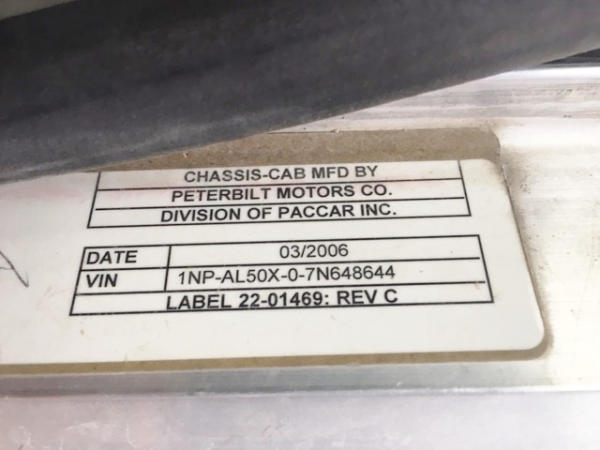 CHASSIS-CAB MFD BY
PETERBILT MOTORS CO.
DIVISION OF PACCAR INC.
DATE 03/2006
VIN 1NP-AL50X-0-7N648644
LABEL 22-01469: REV C